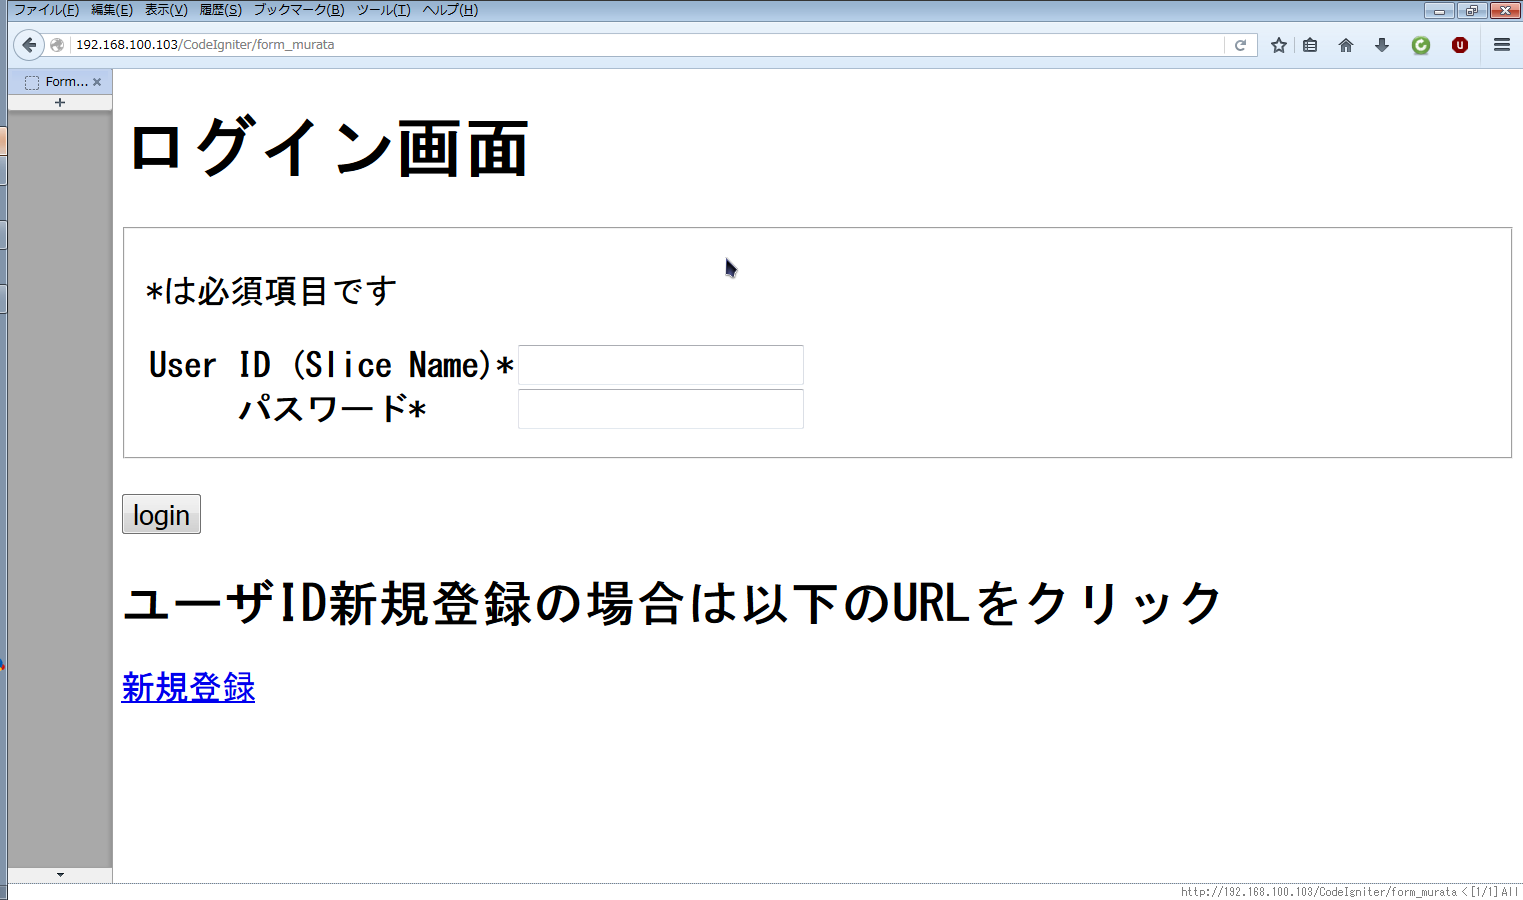 ファイル(F) 編集(E) 表示(V) 履歴(S) ブックマーク(B) ツール(T) ヘルプ(H)
192.168.100.103/CodeIgniter/form_murata
Form...
ログイン画面
*は必須項目です
User ID (Slice Name)*
パスワード*
login
ユーザID新規登録の場合は以下のURLをクリック
新規登録
http://192.168.100.103/CodeIgniter/form_murata < [1/1] All